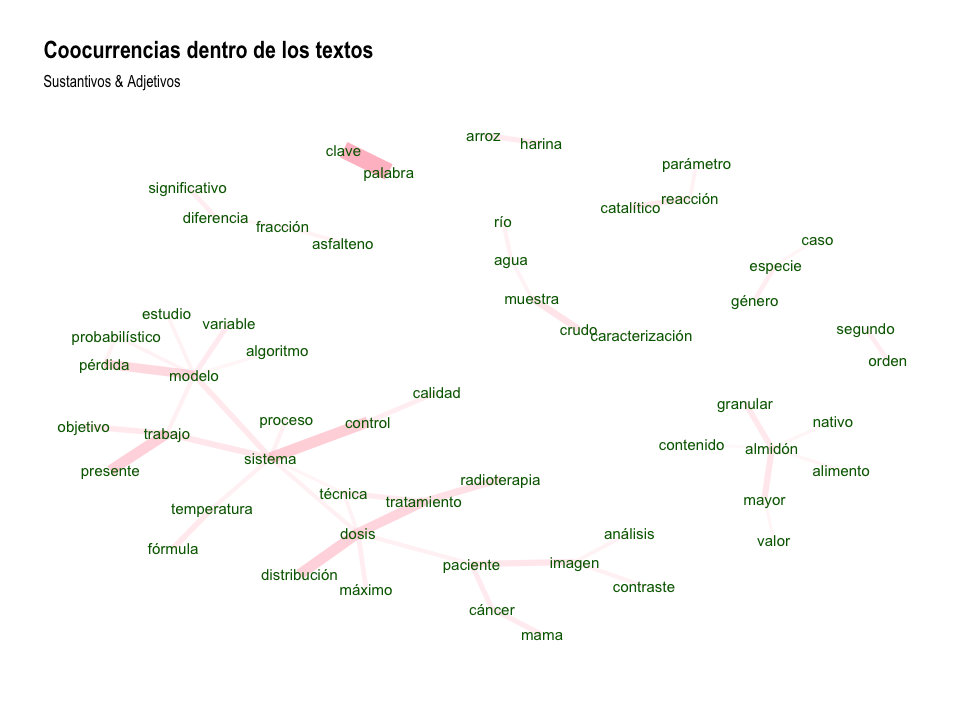 Coocurrencias dentro de los textos
Sustantivos & Adjetivos
arroz
harina
clave
palabra
parámetro
significativo
reacción
catalítico
diferencia
río
fracción
asfalteno
caso
agua
especie
muestra
género
estudio
variable
probabilístico
crudo
caracterización
segundo
algoritmo
pérdida
modelo
orden
calidad
granular
proceso
control
nativo
objetivo
trabajo
contenido
almidón
sistema
presente
alimento
radioterapia
técnica
tratamiento
mayor
temperatura
dosis
análisis
valor
fórmula
paciente
imagen
distribución
máximo
contraste
cáncer
mama